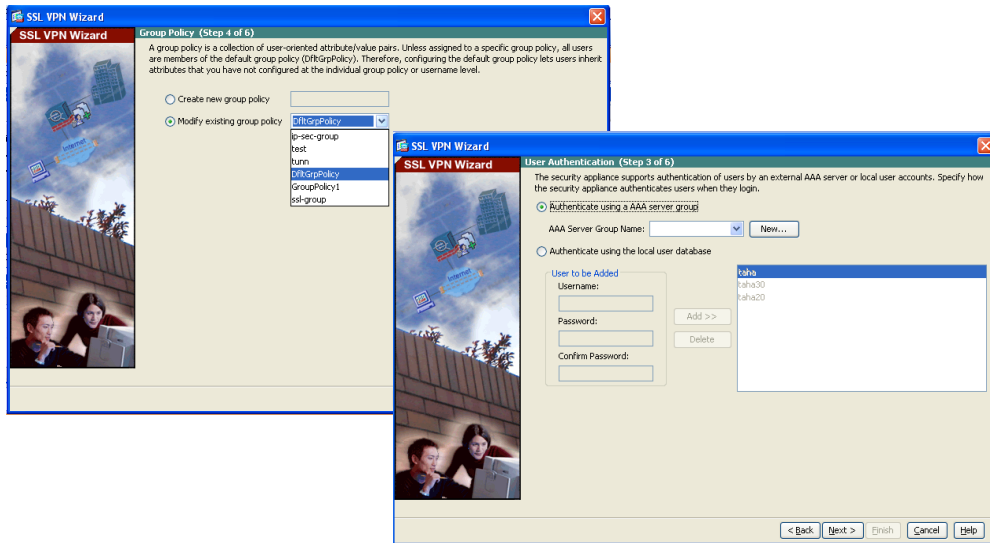 SSL VPN Wizard
SSL VPN Wizard
Group Policy (Step 4 of 6)
A group policy is a collection of user-oriented attribute/value pairs. Unless assigned to a specific group policy, all users
are members of the default group policy (DfltGrpPolicy). Therefore, configuring the default group policy lets users inherit
attributes that you have not configured at the individual group policy or username level.
Create new group policy
Modify existing group policy
DfltGrpPolicy
ip-sec-group
test
tunn
DfltGrpPolicy
GroupPolicy1
ssl-group
Internet
SSL VPN Wizard
SSL VPN Wizard
User Authentication (Step 3 of 6)
The security appliance supports authentication of users by an external AAA server or local user accounts. Specify how
the security appliance authenticates users when they login.
Authenticate using a AAA server group
AAA Server Group Name:
New...
Authenticate using the local user database
User to be Added
Username:
Password:
Confirm Password:
Add >>
Delete
taha
taha30
taha20
Internet
< Back
Next >
Finish
Cancel
Help